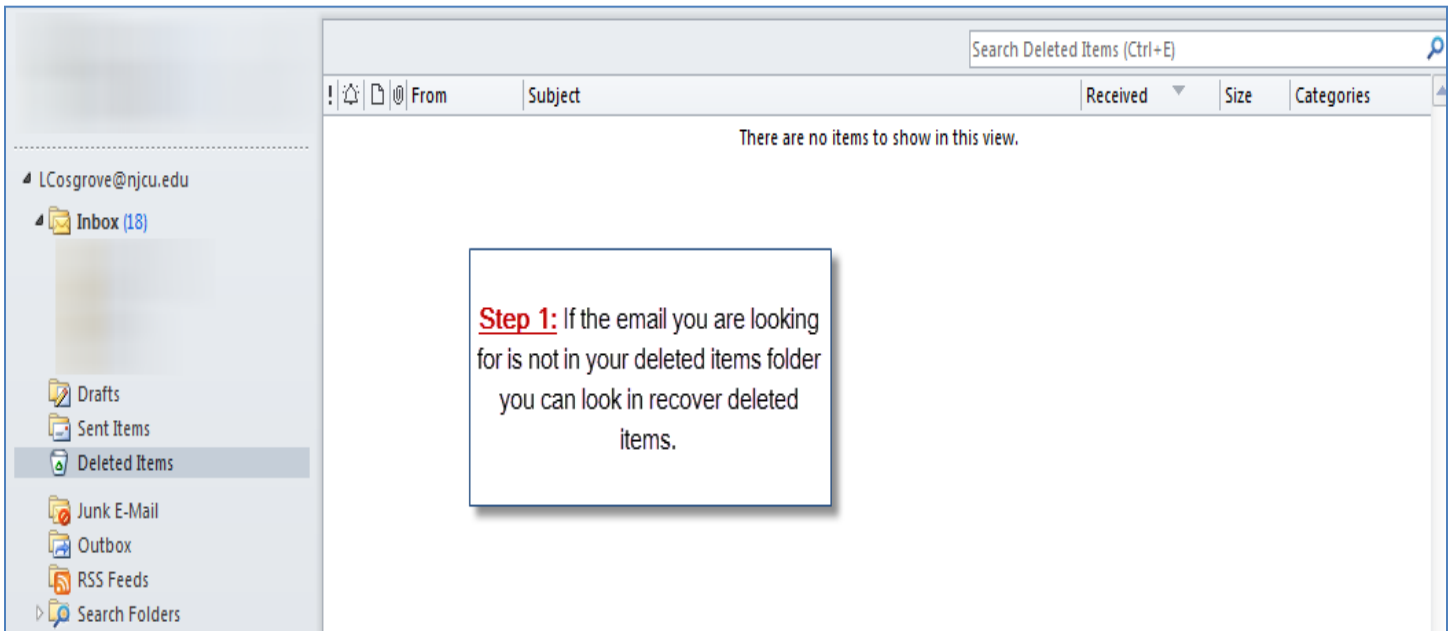 Search Deleted Items (Ctrl+E)
! From Subject Received Size Categories
There are no items to show in this view.
LCosgrove@njcu.edu
Inbox (18)
Drafts
Sent Items
Deleted Items
Junk E-Mail
Outbox
RSS Feeds
Search Folders
Step 1: If the email you are looking
for is not in your deleted items folder
you can look in recover deleted
items.